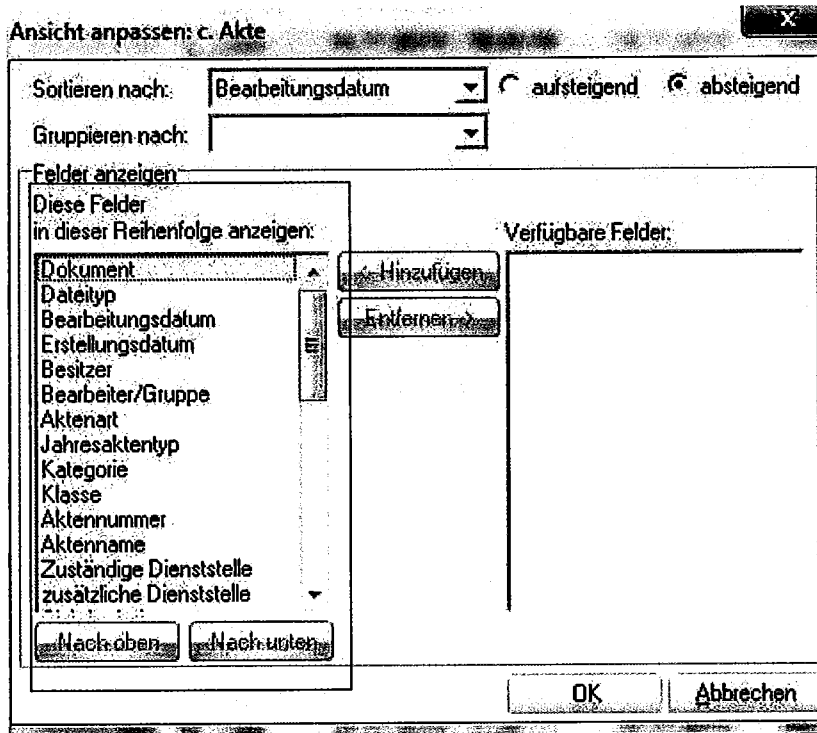 Ansicht anpassen: c. Akte
X
Sortieren nach: Bearbeitungsdatum aufsteigend absteigend
Gruppieren nach:
Felder anzeigen
Diese Felder
in dieser Reihenfolge anzeigen:
Verfügbare Felder:
Dokument
Dateityp
Bearbeitungsdatum
Erstellungsdatum
Besitzer
Bearbeiter/Gruppe
Aktenart
Jahresaktentyp
Kategorie
Klasse
Aktennummer
Aktenname
Zuständige Dienststelle
zusätzliche Dienststelle
<- Hinzufügen
Entfernen ->
Nach oben Nach unten
OK Abbrechen